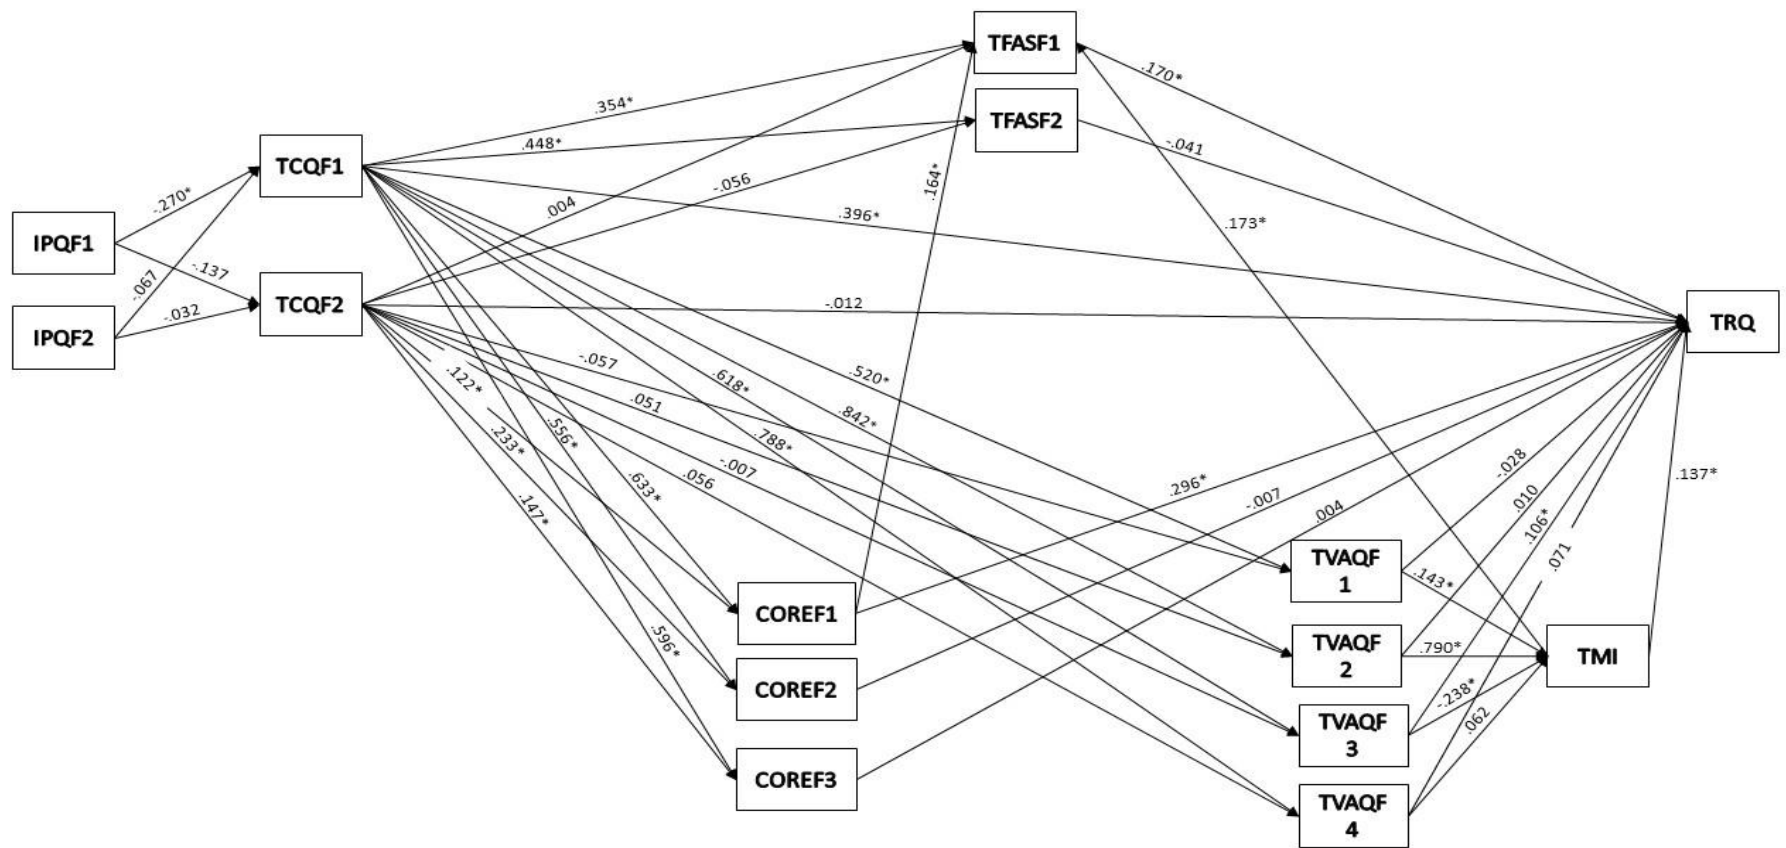 TFASF1
.170*
.354*
TFASF2
TCQF1
.448*
-.041
-.270*
.164*
-.056
.004
.396*
.173*
IPQF1
-.137
-.067
TCQF2
-.032
-.012
IPQF2
TRQ
-.057
.122*
.520*
.618*
.051
.842*
.556*
.233*
.788*
-.007
.056
.633*
.147*
.296*
-.007
.004
-.028
.010
.106*
.071
.137*
TVAQF
1
.143*
COREF1
.596*
TVAQF
2
.790*
TMI
COREF2
-.238*
.062
TVAQF
3
COREF3
TVAQF
4